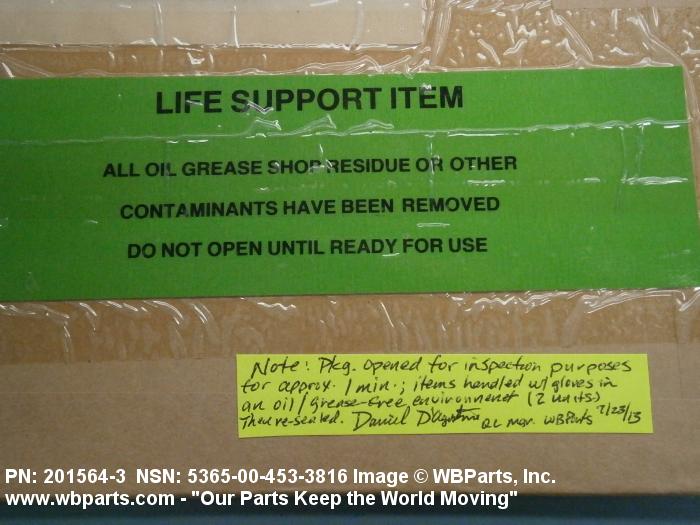 LIFE SUPPORT ITEM
ALL OIL GREASE SHOP RESIDUE OR OTHER
CONTAMINANTS HAVE BEEN REMOVED
DO NOT OPEN UNTIL READY FOR USE
Note: Pkg. opened for inspection purposes
for approx. 1 min.; items handled w/ gloves in
an oil/grease-free environment (2 units)
Then re-sealed. Daniel D'Agostino QC Mgr. WBParts 7/23/13
PN: 201564-3 NSN: 5365-00-453-3816 Image © WBParts, Inc.
www.wbparts.com - "Our Parts Keep the World Moving"